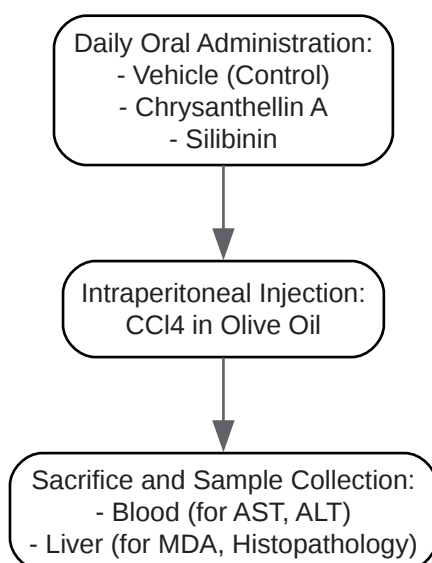 Daily Oral Administration:
- Vehicle (Control)
- Chrysanthellin A
- Silibinin
Intraperitoneal Injection:
CCl4 in Olive Oil
Sacrifice and Sample Collection:
- Blood (for AST, ALT)
- Liver (for MDA, Histopathology)